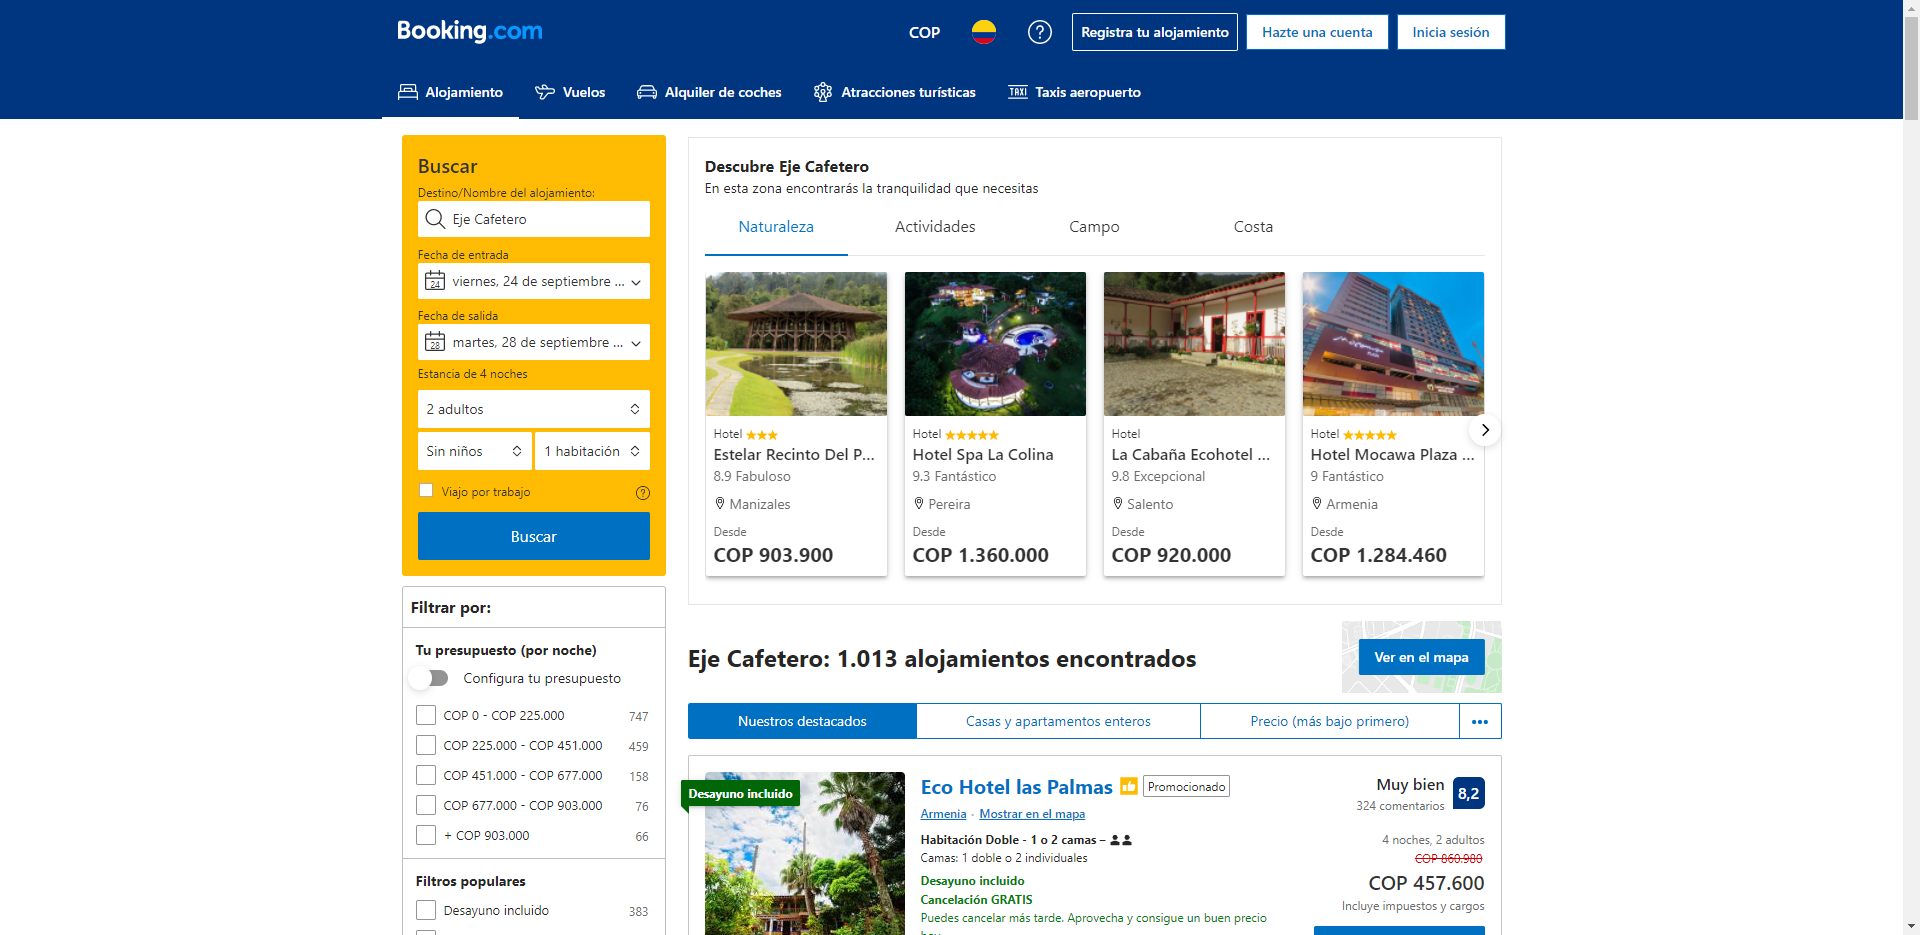 Booking.com
COP
Registra tu alojamiento
Hazte una cuenta
Inicia sesión
Alojamiento
Vuelos
Alquiler de coches
Atracciones turísticas
TAXI Taxis aeropuerto
Buscar
Destino/Nombre del alojamiento:
Eje Cafetero
Fecha de entrada
24 viernes, 24 de septiembre ...
Fecha de salida
28 martes, 28 de septiembre ...
Estancia de 4 noches
2 adultos
Sin niños
1 habitación
Viajo por trabajo
Buscar
Filtrar por:
Tu presupuesto (por noche)
Configura tu presupuesto
COP 0 - COP 225.000 747
COP 225.000 - COP 451.000 459
COP 451.000 - COP 677.000 158
COP 677.000 - COP 903.000 76
+ COP 903.000 66
Filtros populares
Desayuno incluido 383
Descubre Eje Cafetero
En esta zona encontrarás la tranquilidad que necesitas
Naturaleza
Actividades
Campo
Costa
Hotel
Estelar Recinto Del P...
8.9 Fabuloso
Manizales
Desde
COP 903.900
Hotel
Hotel Spa La Colina
9.3 Fantástico
Pereira
Desde
COP 1.360.000
Hotel
La Cabaña Ecohotel ...
9.8 Excepcional
Salento
Desde
COP 920.000
Hotel
Hotel Mocawa Plaza ...
9 Fantástico
Armenia
Desde
COP 1.284.460
Eje Cafetero: 1.013 alojamientos encontrados
Ver en el mapa
Nuestros destacados
Casas y apartamentos enteros
Precio (más bajo primero)
Desayuno incluido
Eco Hotel las Palmas
Promocionado
Armenia · Mostrar en el mapa
Habitación Doble - 1 o 2 camas –
Camas: 1 doble o 2 individuales
Desayuno incluido
Cancelación GRATIS
Puedes cancelar más tarde. Aprovecha y consigue un buen precio
Muy bien
324 comentarios
8,2
4 noches, 2 adultos
COP 860.980
COP 457.600
Incluye impuestos y cargos